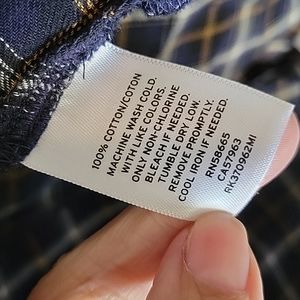 100% COTTON/COTON
MACHINE WASH COLD.
WITH LIKE COLORS.
ONLY NON-CHLORINE
BLEACH IF NEEDED.
TUMBLE DRY LOW.
REMOVE PROMPTLY.
COOL IRON IF NEEDED.
RN58665
CA57963
RK370962MI